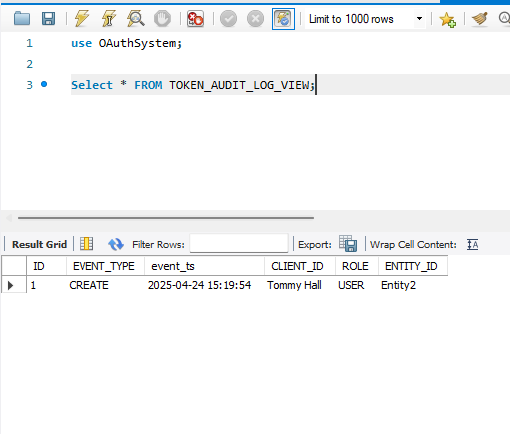 Limit to 1000 rows
1 use OAuthSystem;
2
3 Select * FROM TOKEN_AUDIT_LOG_VIEW;
Result Grid Filter Rows: Export: Wrap Cell Content:
ID EVENT_TYPE event_ts CLIENT_ID ROLE ENTITY_ID
1 CREATE 2025-04-24 15:19:54 Tommy Hall USER Entity2